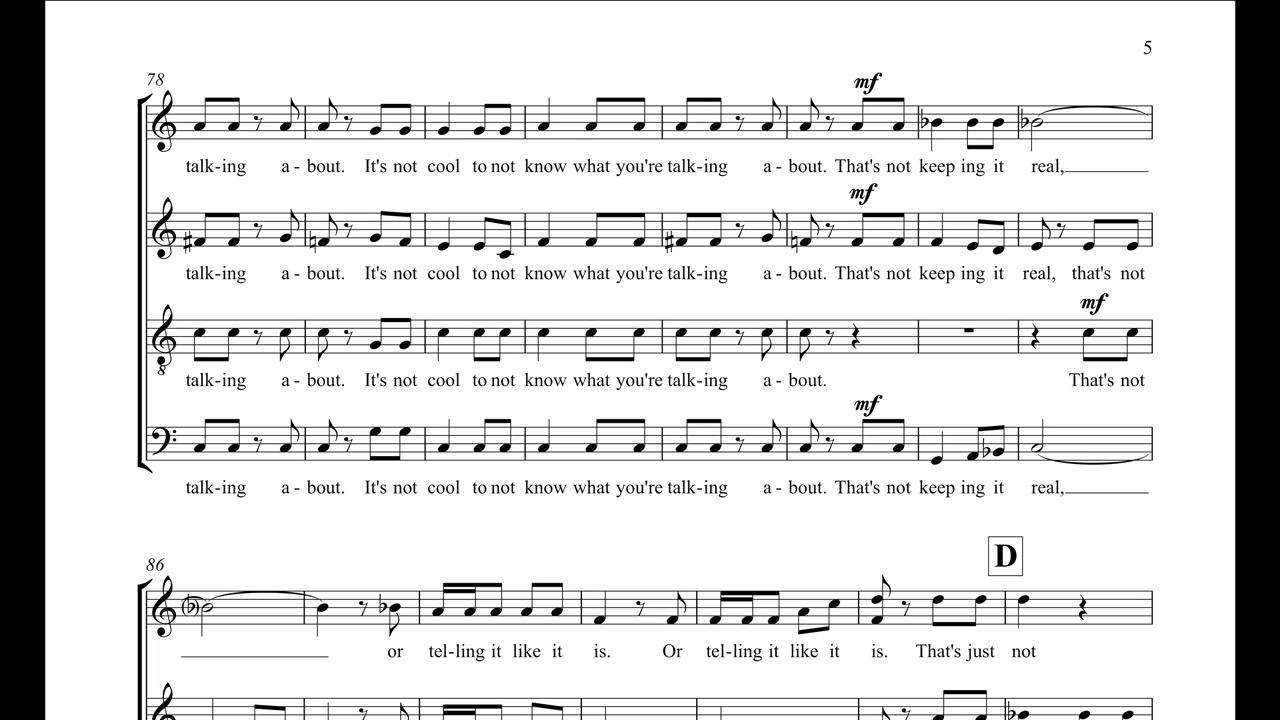 5
78
mf
talk-ing a - bout. It's not cool to not know what you're talk-ing a - bout. That's not keep ing it real,
mf
talk-ing a - bout. It's not cool to not know what you're talk-ing a - bout. That's not keep ing it real, that's not
mf
talk-ing a - bout. It's not cool to not know what you're talk-ing a - bout. That's not
mf
talk-ing a - bout. It's not cool to not know what you're talk-ing a - bout. That's not keep ing it real,
D
86
or tel-ling it like it is. Or tel-ling it like it is. That's just not